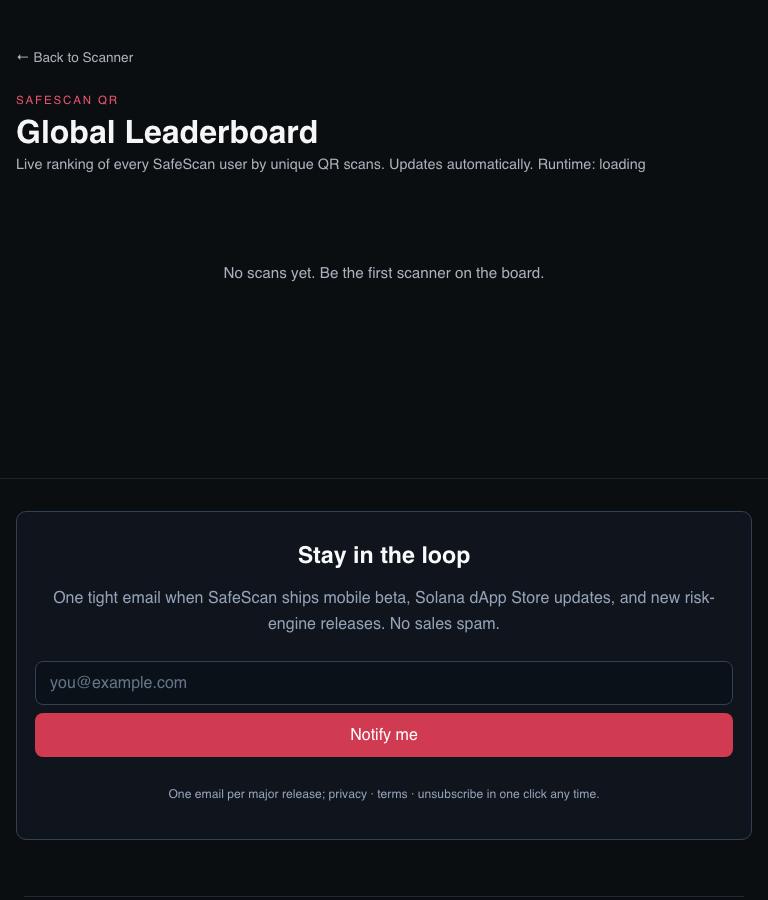 ← Back to Scanner
SAFESCAN QR
Global Leaderboard
Live ranking of every SafeScan user by unique QR scans. Updates automatically. Runtime: loading
No scans yet. Be the first scanner on the board.
Stay in the loop
One tight email when SafeScan ships mobile beta, Solana dApp Store updates, and new risk-
engine releases. No sales spam.
you@example.com
Notify me
One email per major release; privacy · terms · unsubscribe in one click any time.